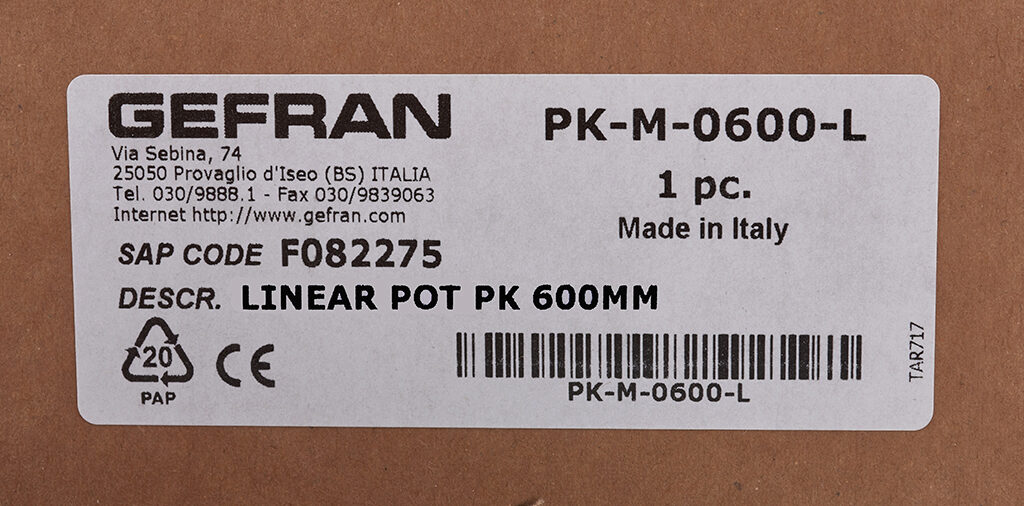 GEFRAN
Via Sebina, 74
25050 Provaglio d'Iseo (BS) ITALIA
Tel. 030/9888.1 - Fax 030/9839063
Internet http://www.gefran.com
SAP CODE F082275
DESCR. LINEAR POT PK 600MM
PK-M-0600-L
1 pc.
Made in Italy
20
PAP
CE
PK-M-0600-L
TAR717